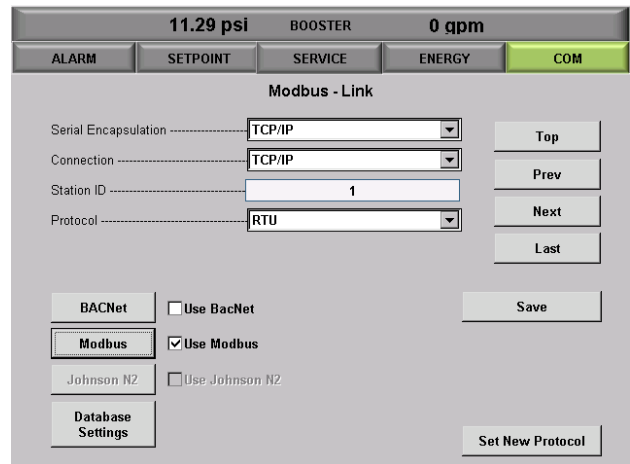 11.29 psi BOOSTER 0 gpm
ALARM SETPOINT SERVICE ENERGY COM
Modbus - Link
Serial Encapsulation TCP/IP
Connection TCP/IP
Station ID 1
Protocol RTU
Top
Prev
Next
Last
BACNet Use BacNet
Save
Modbus Use Modbus
Johnson N2 Use Johnson N2
Database
Settings
Set New Protocol